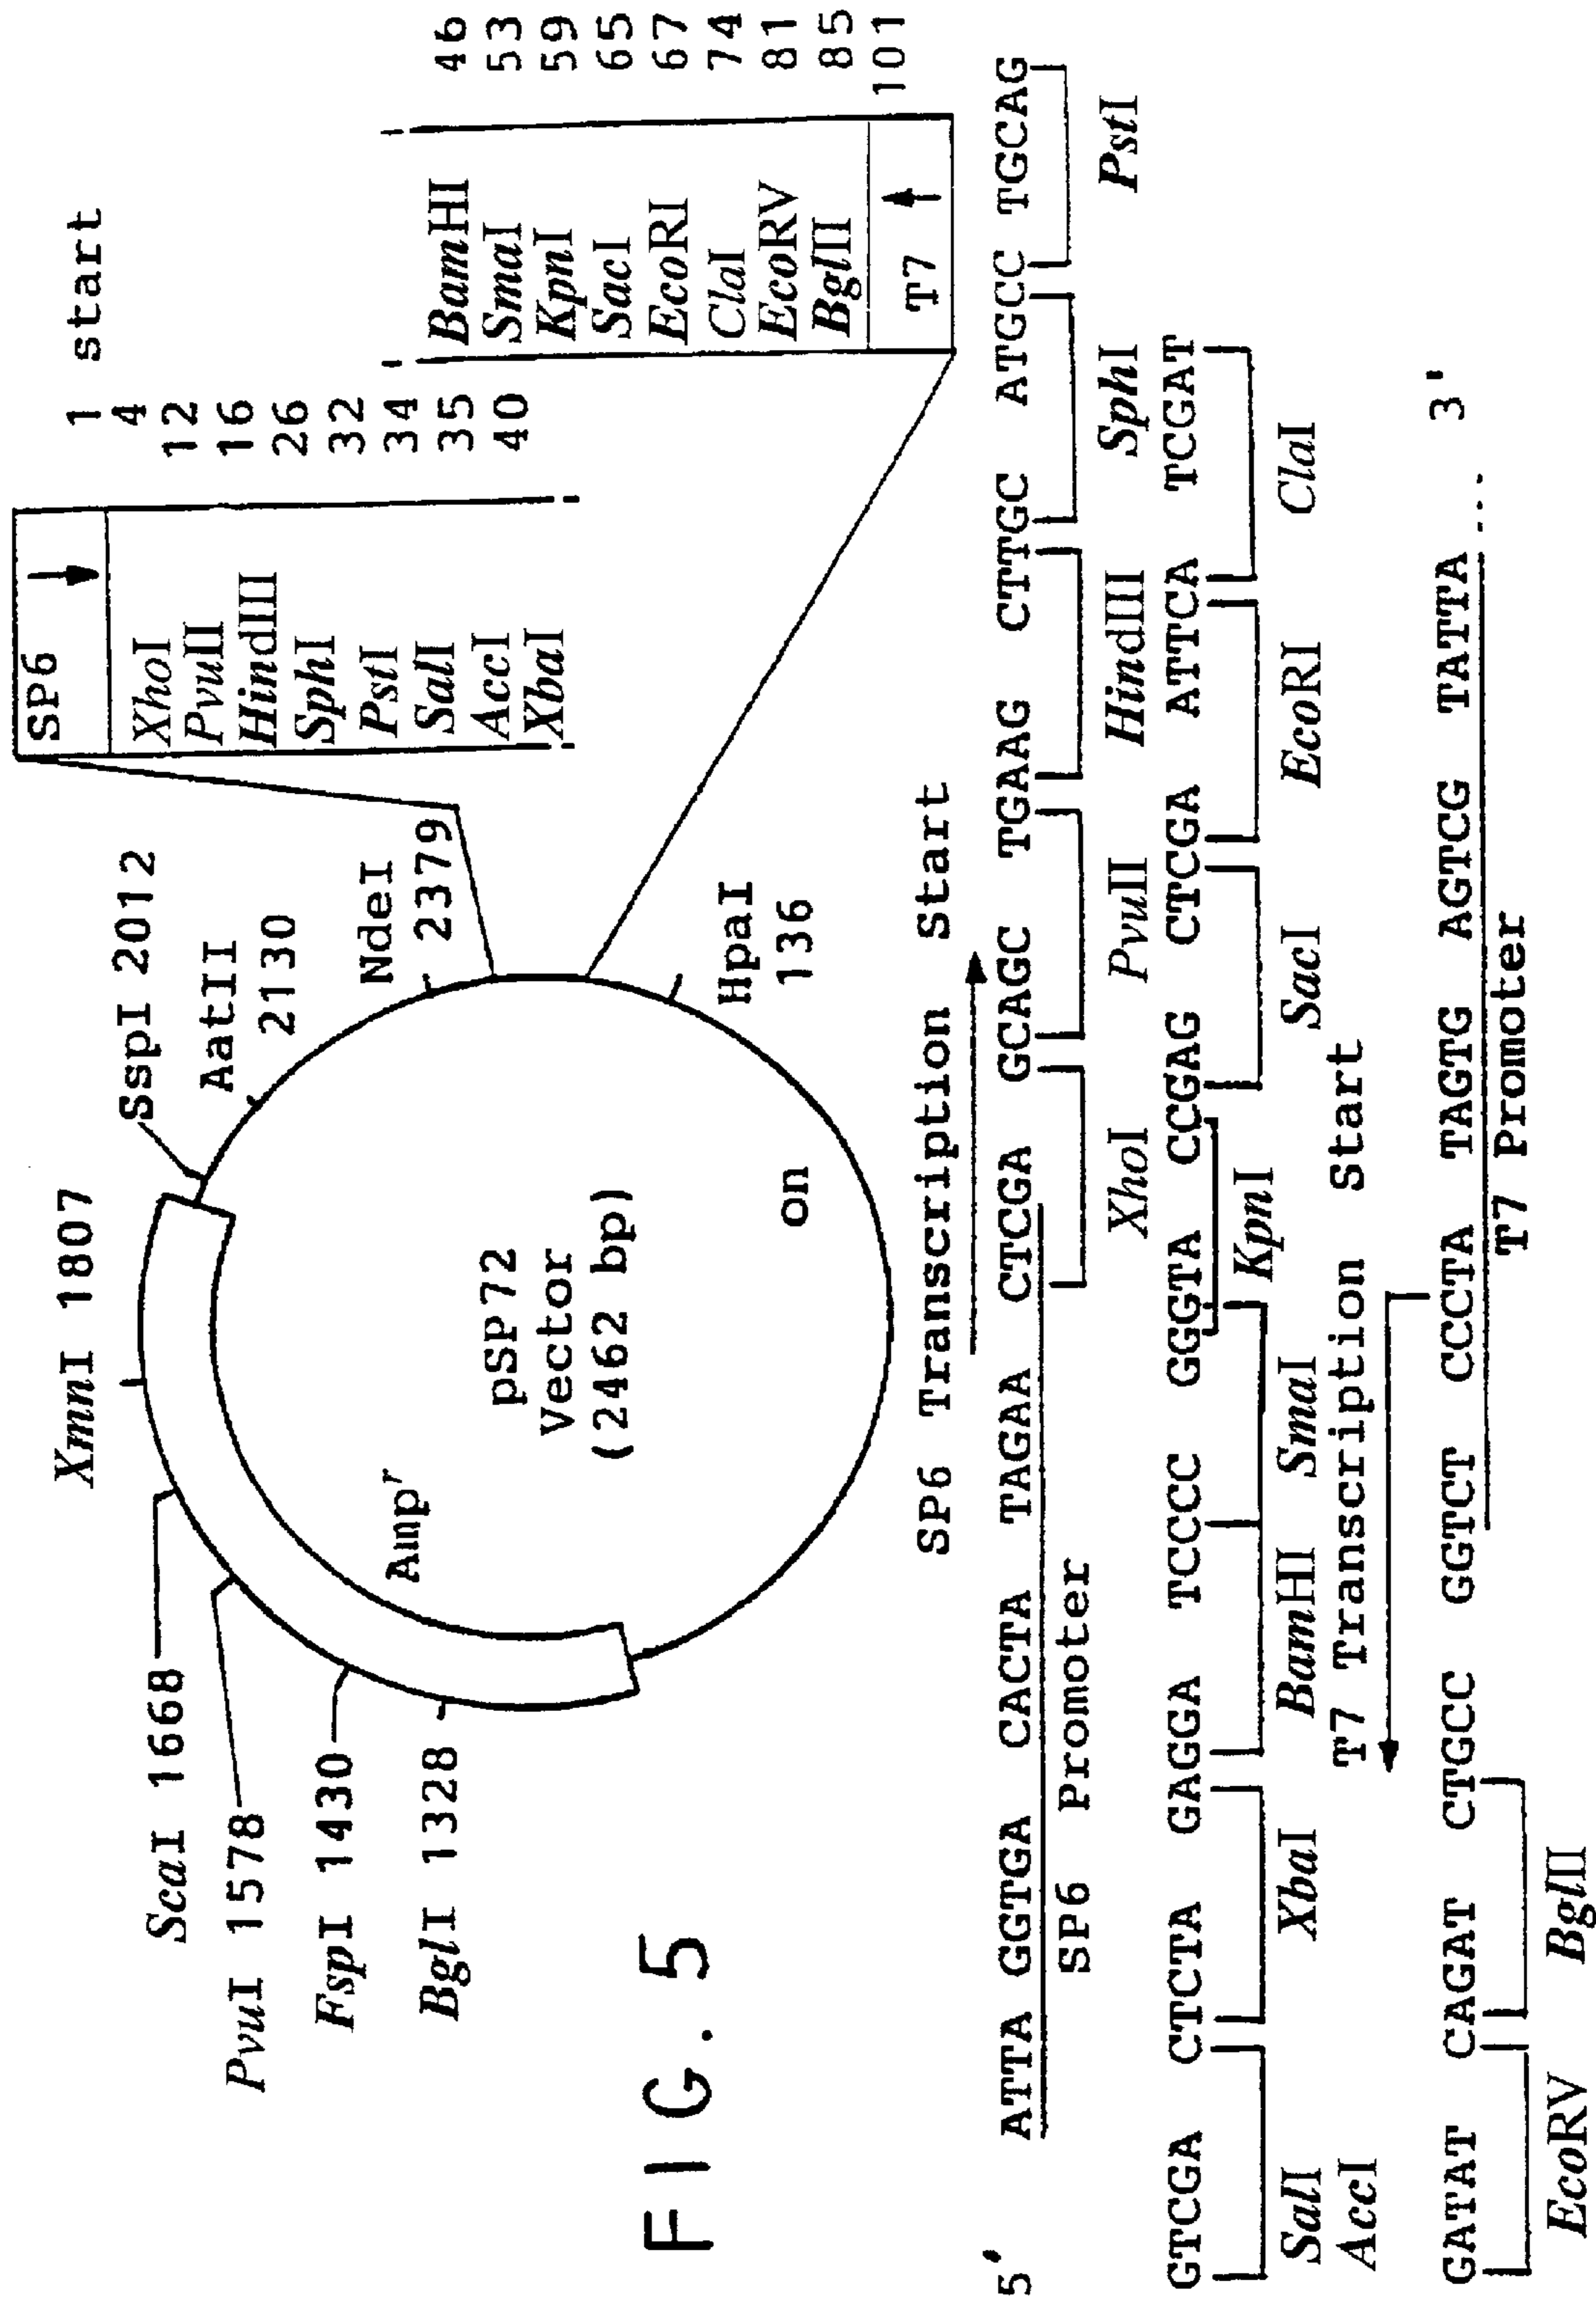 XmnI 1807
SspI 2012
ScaI 1668
AatII
2130
PvuI 1578
FspI 1430
NdeI
2379
BglI 1328
Ampʳ
pSP72
Vector
(2462 bp)
on
HpaI
136
SP6 ↓
1 start
XhoI 4
PvuII 12
HindIII 16
SphI 26
PstI 32
SalI 34
AccI 35
XbaI 40
BamHI 46
SmaI 53
KpnI 59
SacI 65
EcoRI 67
ClaI 74
EcoRV 81
BglII 85
T7 ↑ 101
FIG. 5
SP6 Transcription Start
5' ATTA GGTGA CACTA TAGAA CTCGA GCAGC TGAAG CTTGC ATGCC TGCAG
SP6 Promoter XhoI PvuII HindIII SphI PstI
GTCGA CTCTA GAGGA TCCCC GGGTA CCGAG CTCGA ATTCA TCGAT
SalI XbaI BamHI SmaI KpnI SacI EcoRI ClaI
AccI
T7 Transcription Start
GATAT CAGAT CTGCC GGTCT CCCTA TAGTG AGTCG TATTA ... 3'
EcoRV BglII T7 Promoter